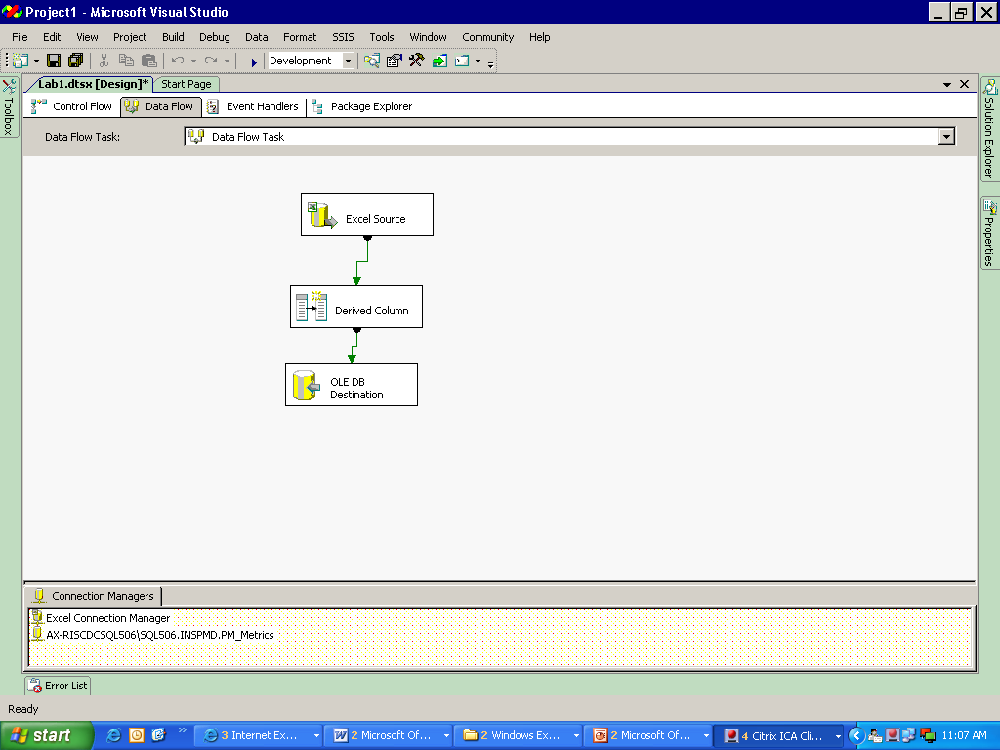 Project1 - Microsoft Visual Studio
File Edit View Project Build Debug Data Format SSIS Tools Window Community Help
Development
Lab1.dtsx [Design]* Start Page
Control Flow Data Flow Event Handlers Package Explorer
Data Flow Task: Data Flow Task
Toolbox
Solution Explorer
Properties
Excel Source
Derived Column
OLE DB
Destination
Connection Managers
Excel Connection Manager
AX-RISCDCSQL506\SQL506.INSPMD.PM_Metrics
Error List
Ready
start 3 Internet Ex... 2 Microsoft Of... 2 Windows Ex... 2 Microsoft Of... 4 Citrix ICA Cli... 11:07 AM